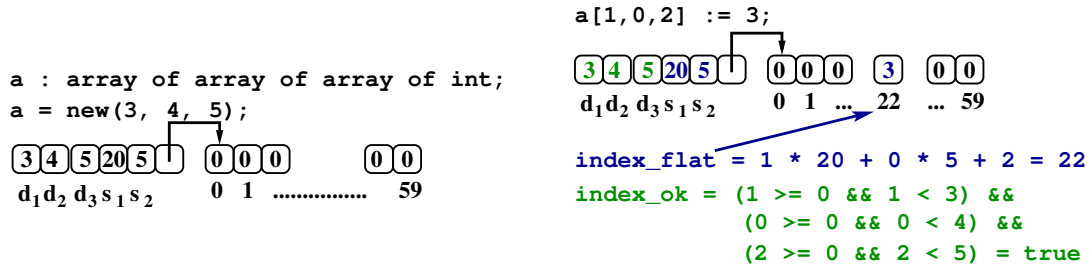 a : array of array of array of int;
a = new(3, 4, 5);
3 4 5 20 5 0 0 0 0 0
d1 d2 d3 s1 s2 0 1 ................ 59
a[1,0,2] := 3;
3 4 5 20 5 0 0 0 3 0 0
d1 d2 d3 s1 s2 0 1 ... 22 ... 59
index_flat = 1 * 20 + 0 * 5 + 2 = 22
index_ok = (1 >= 0 && 1 < 3) &&
(0 >= 0 && 0 < 4) &&
(2 >= 0 && 2 < 5) = true